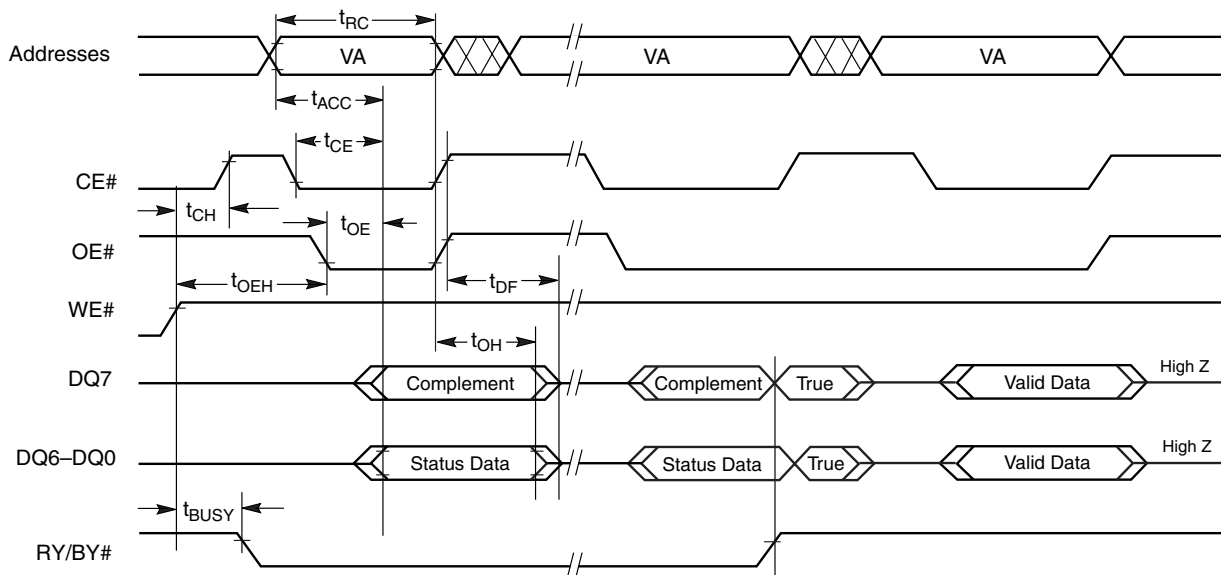 tRC
Addresses VA VA VA
tACC
tCE
CE#
tCH tOE
OE#
tOEH tDF
WE#
tOH
DQ7 Complement Complement True Valid Data High Z
DQ6–DQ0 Status Data Status Data True Valid Data High Z
tBUSY
RY/BY#